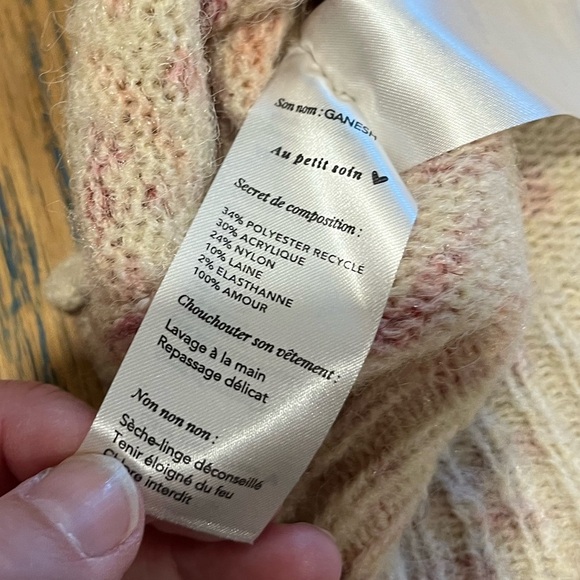 Son nom : GANESH
Au petit soin
Secret de composition :
34% POLYESTER RECYCLE
30% ACRYLIQUE
24% NYLON
10% LAINE
2% ELASTHANNE
100% AMOUR
Chouchouter son vêtement :
Lavage à la main
Repassage délicat
Non non non :
Sèche-linge déconseillé
Tenir éloigné du feu
Chlore interdit